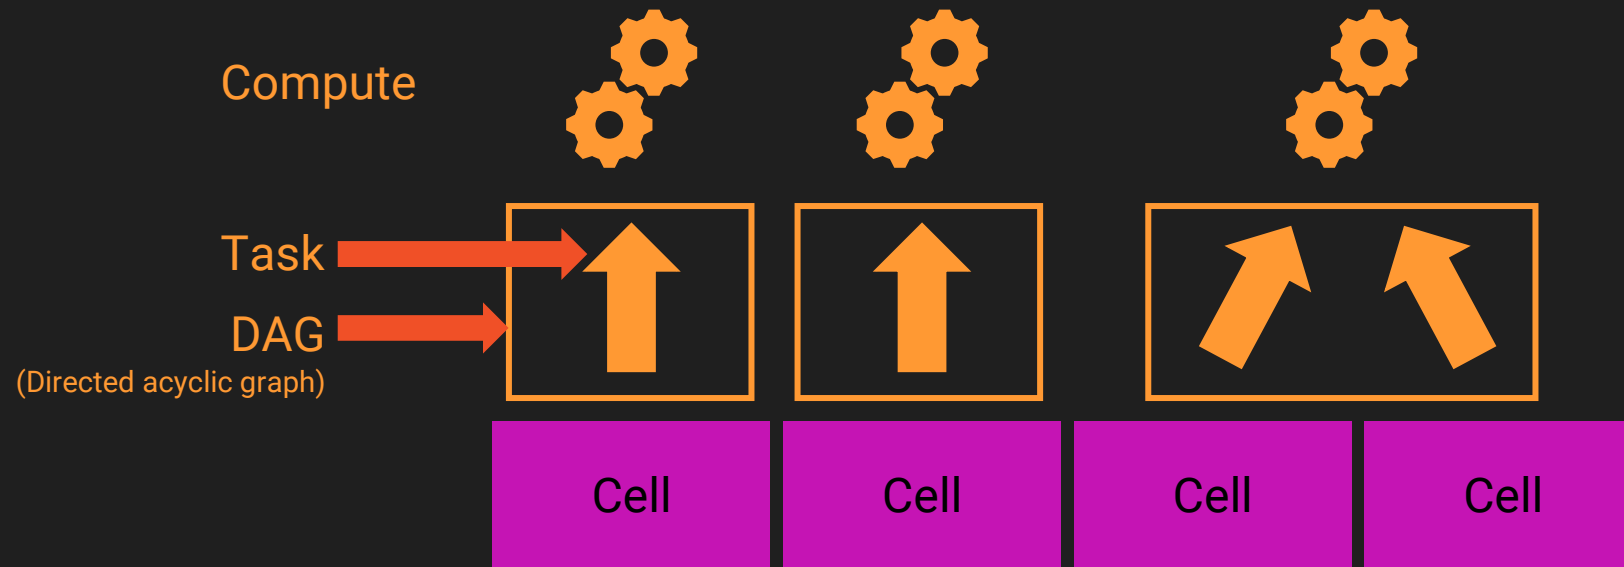 Compute
Task
DAG
(Directed acyclic graph)
Cell
Cell
Cell
Cell